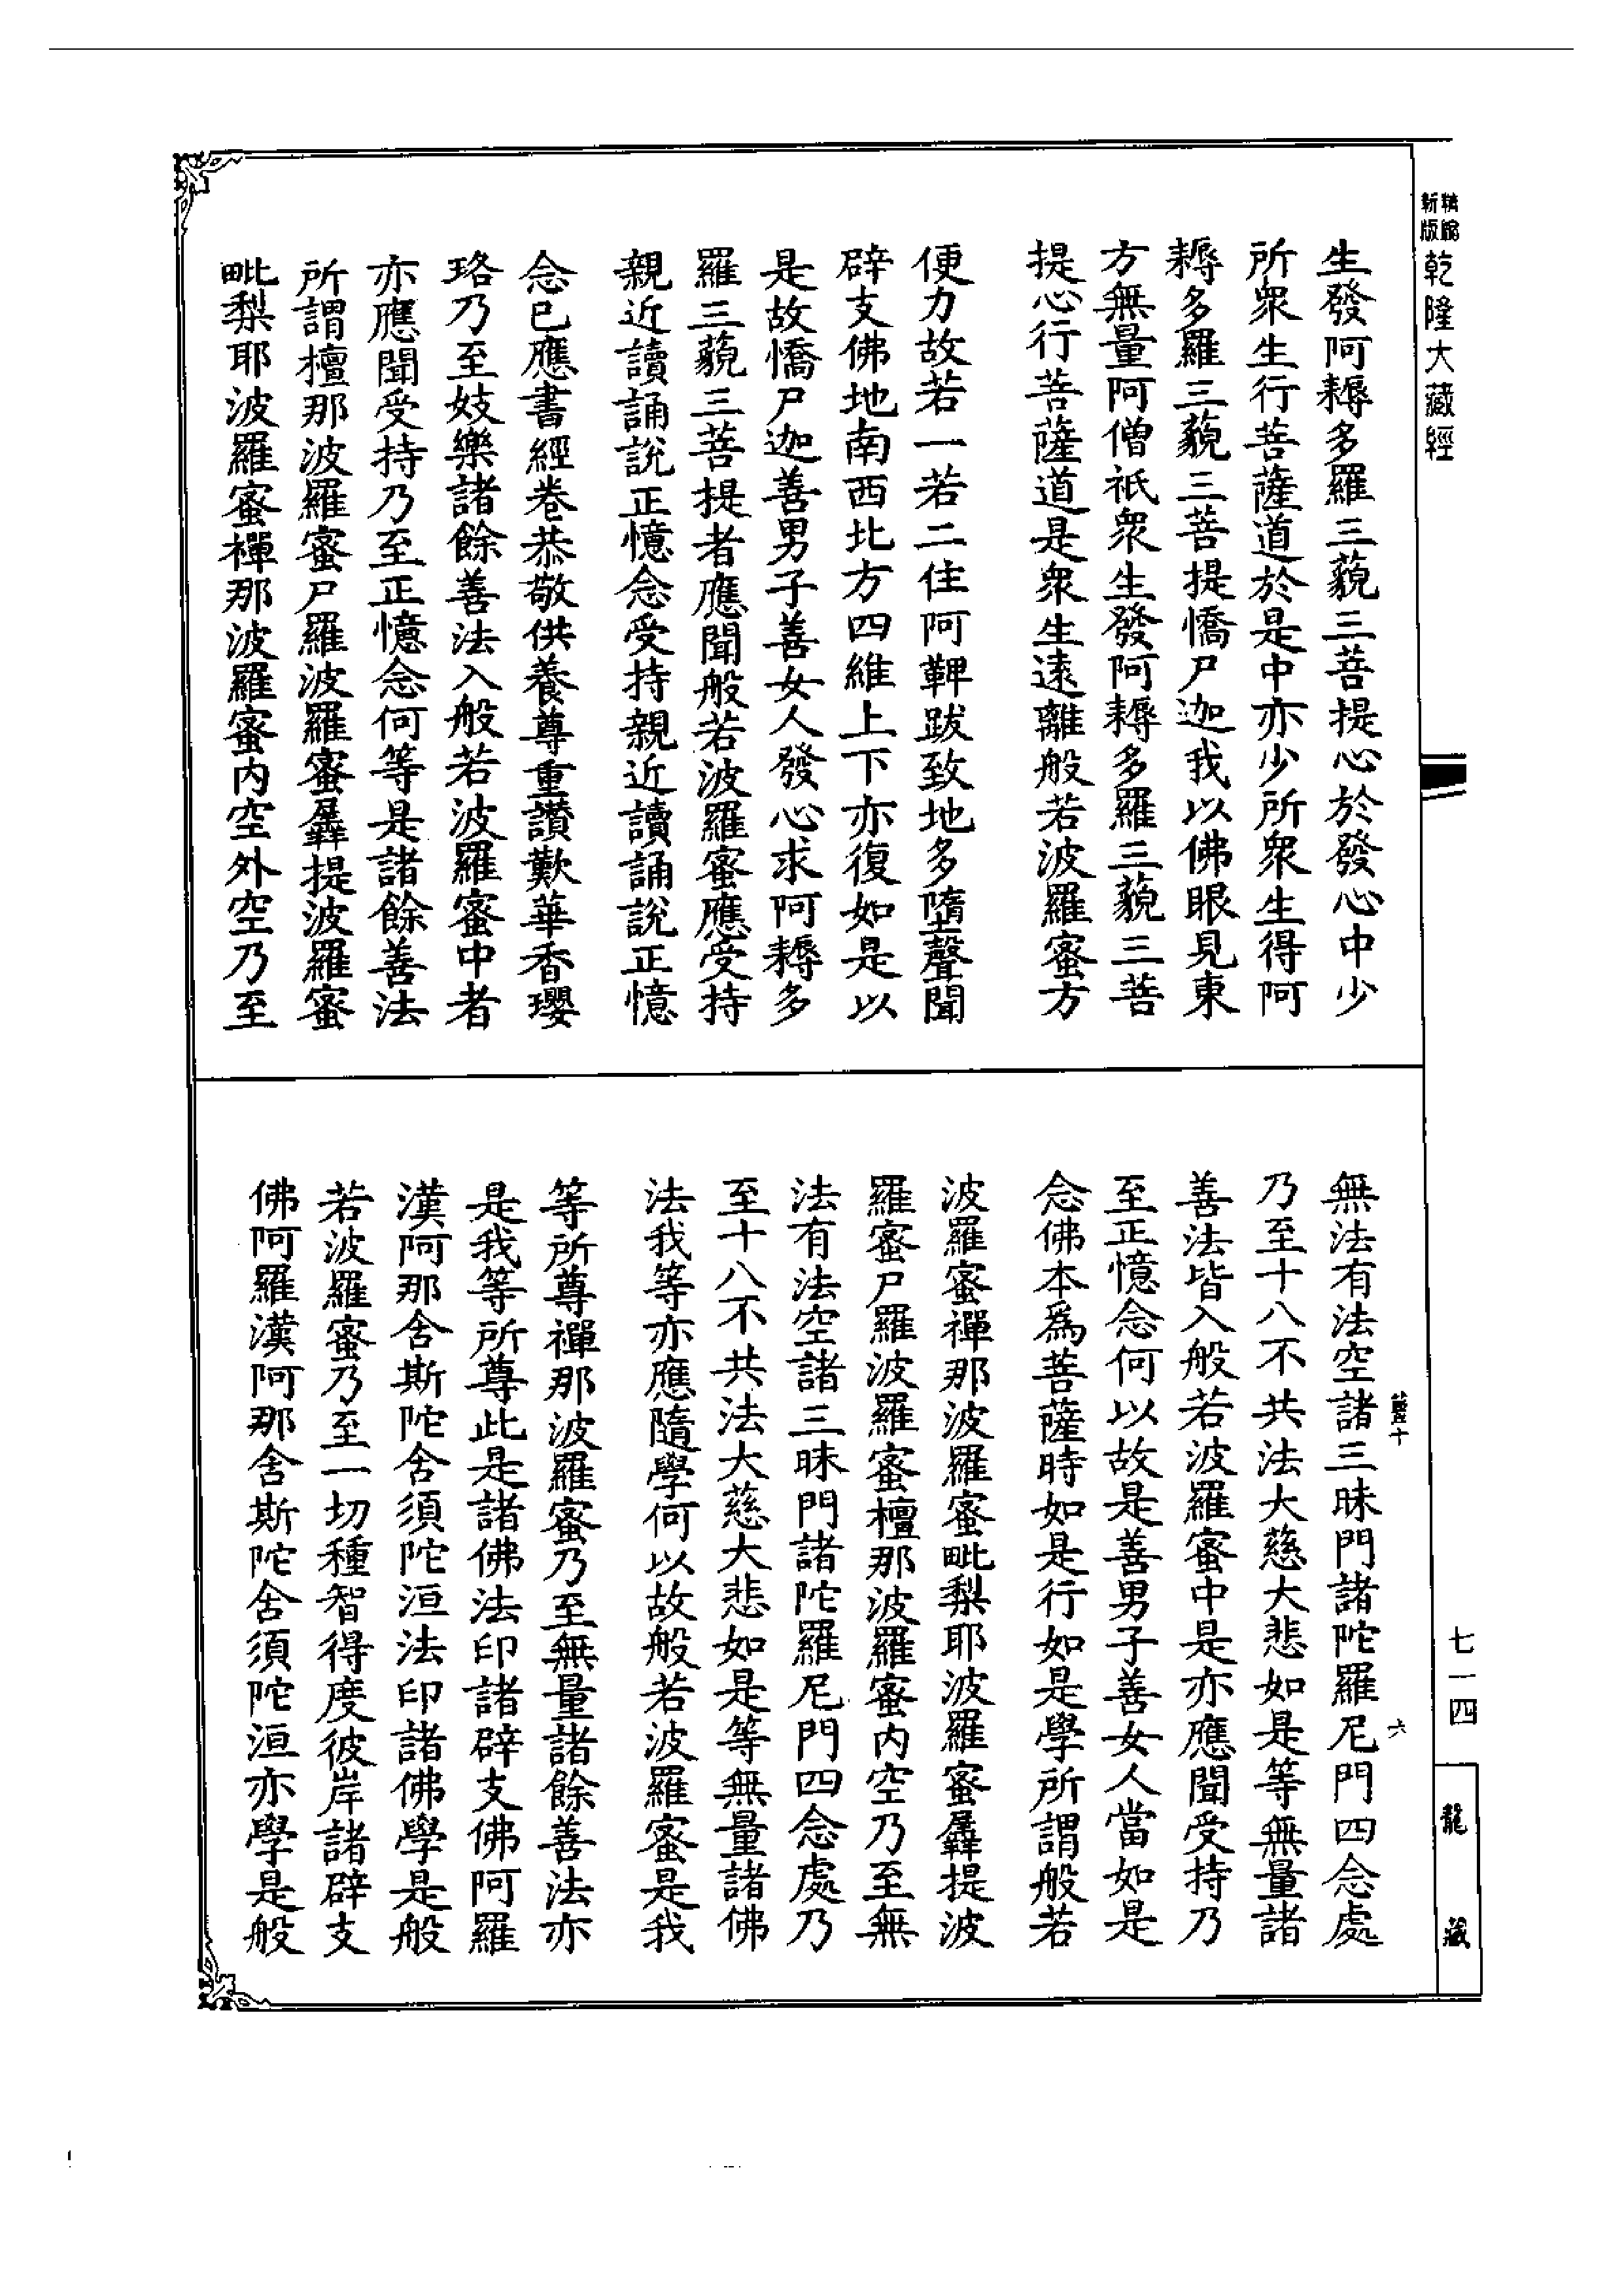 新版
乾隆大藏經
生發阿耨多羅三藐三菩提心於發心中少
所衆生行菩薩道於是中亦少所衆生得阿
耨多羅三藐三菩提憍尸迦我以佛眼見東
方無量阿僧祇衆生發阿耨多羅三藐三菩
提心行菩薩道是衆生遠離般若波羅蜜方
便力故若一若二住阿鞞跋致地多墮聲聞
辟支佛地南西北方四維上下亦復如是以
是故憍尸迦善男子善女人發心求阿耨多
羅三藐三菩提者應聞般若波羅蜜應受持
親近讀誦說正憶念受持親近讀誦說正憶
念已應書經卷恭敬供養尊重讚歎華香瓔
珞乃至妓樂諸餘善法入般若波羅蜜中者
亦應聞受持乃至正憶念何等是諸餘善法
所謂檀那波羅蜜尸羅波羅蜜羼提波羅蜜
毗梨耶波羅蜜禪那波羅蜜内空外空乃至
無法有法空諸三昧門諸陀羅尼門四念處
乃至十八不共法大慈大悲如是等無量諸
善法皆入般若波羅蜜中是亦應聞受持乃
至正憶念何以故是善男子善女人當如是
念佛本爲菩薩時如是行如是學所謂般若
波羅蜜禪那波羅蜜毗梨耶波羅蜜羼提波
羅蜜尸羅波羅蜜檀那波羅蜜内空乃至無
法有法空諸三昧門諸陀羅尼門四念處乃
至十八不共法大慈大悲如是等無量諸佛
法我等亦應隨學何以故般若波羅蜜是我
等所尊禪那波羅蜜乃至無量諸餘善法亦
是我等所尊此是諸佛法印諸辟支佛阿羅
漢阿那含斯陀含須陀洹法印諸佛學是般
若波羅蜜乃至一切種智得度彼岸諸辟支
佛阿羅漢阿那含斯陀含須陀洹亦學是般
十
六
七一四
龍藏